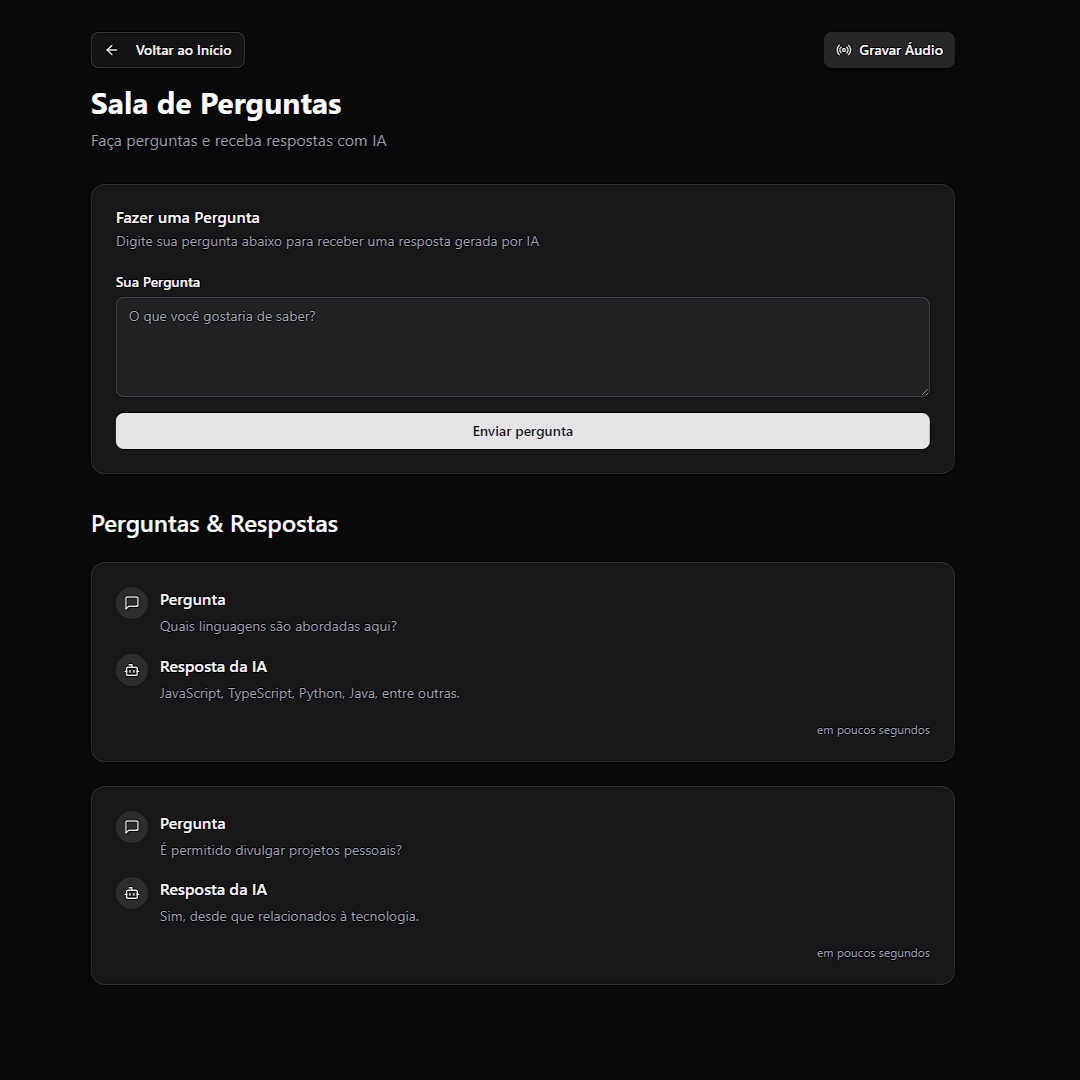 Voltar ao Início
Gravar Áudio
Sala de Perguntas
Faça perguntas e receba respostas com IA
Fazer uma Pergunta
Digite sua pergunta abaixo para receber uma resposta gerada por IA
Sua Pergunta
O que você gostaria de saber?
Enviar pergunta
Perguntas & Respostas
Pergunta
Quais linguagens são abordadas aqui?
Resposta da IA
JavaScript, TypeScript, Python, Java, entre outras.
em poucos segundos
Pergunta
É permitido divulgar projetos pessoais?
Resposta da IA
Sim, desde que relacionados à tecnologia.
em poucos segundos